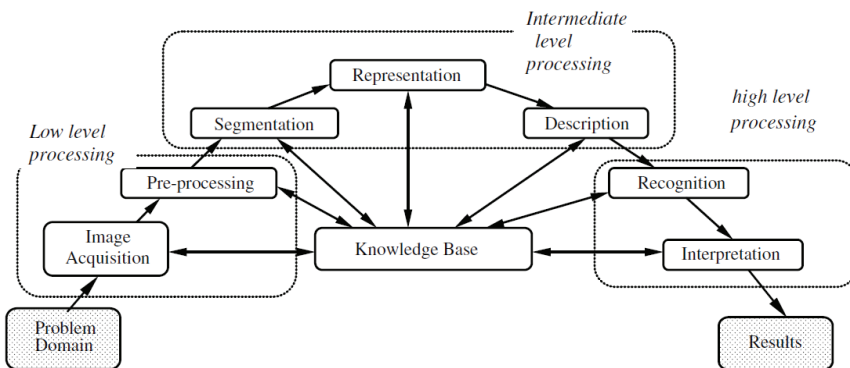 Intermediate
level
processing
Representation
high level
processing
Segmentation
Description
Low level
processing
Pre-processing
Recognition
Image
Acquisition
Knowledge Base
Interpretation
Problem
Domain
Results